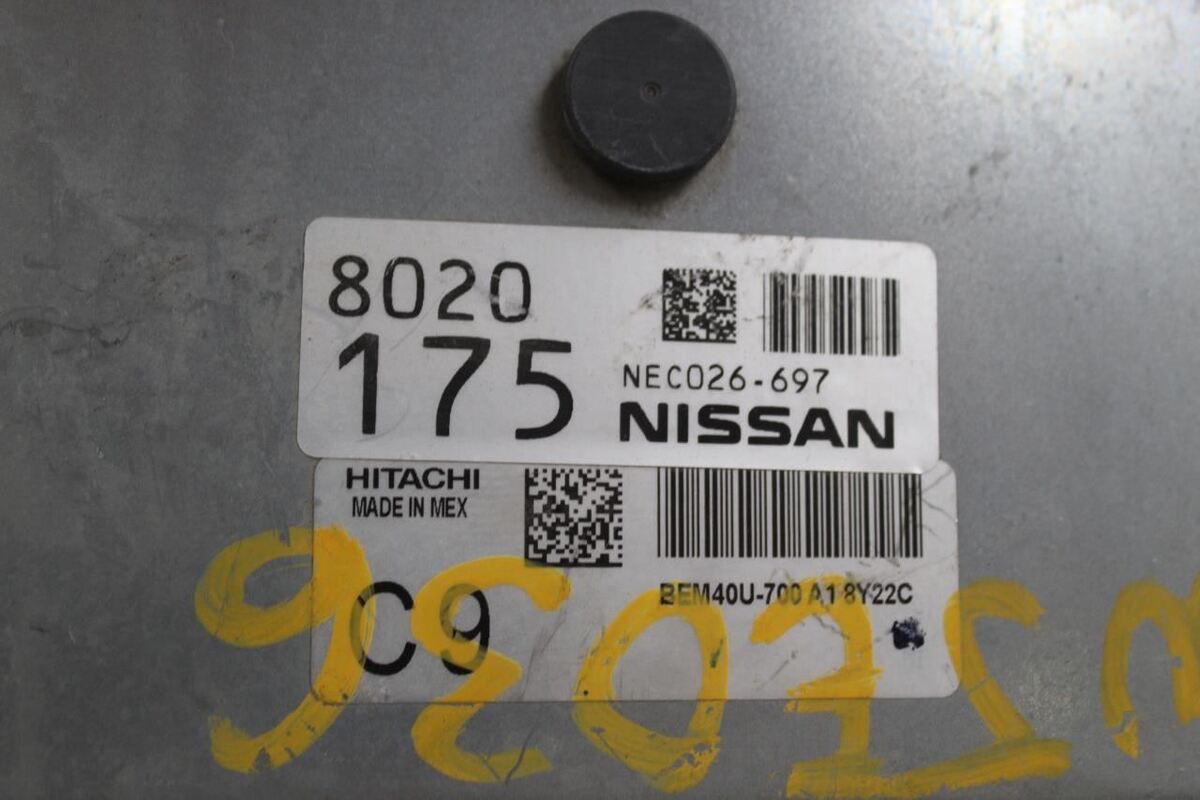 8020
175
NEC026-697
NISSAN
HITACHI
MADE IN MEX
C9
BEM40U-700 A1 8Y22C